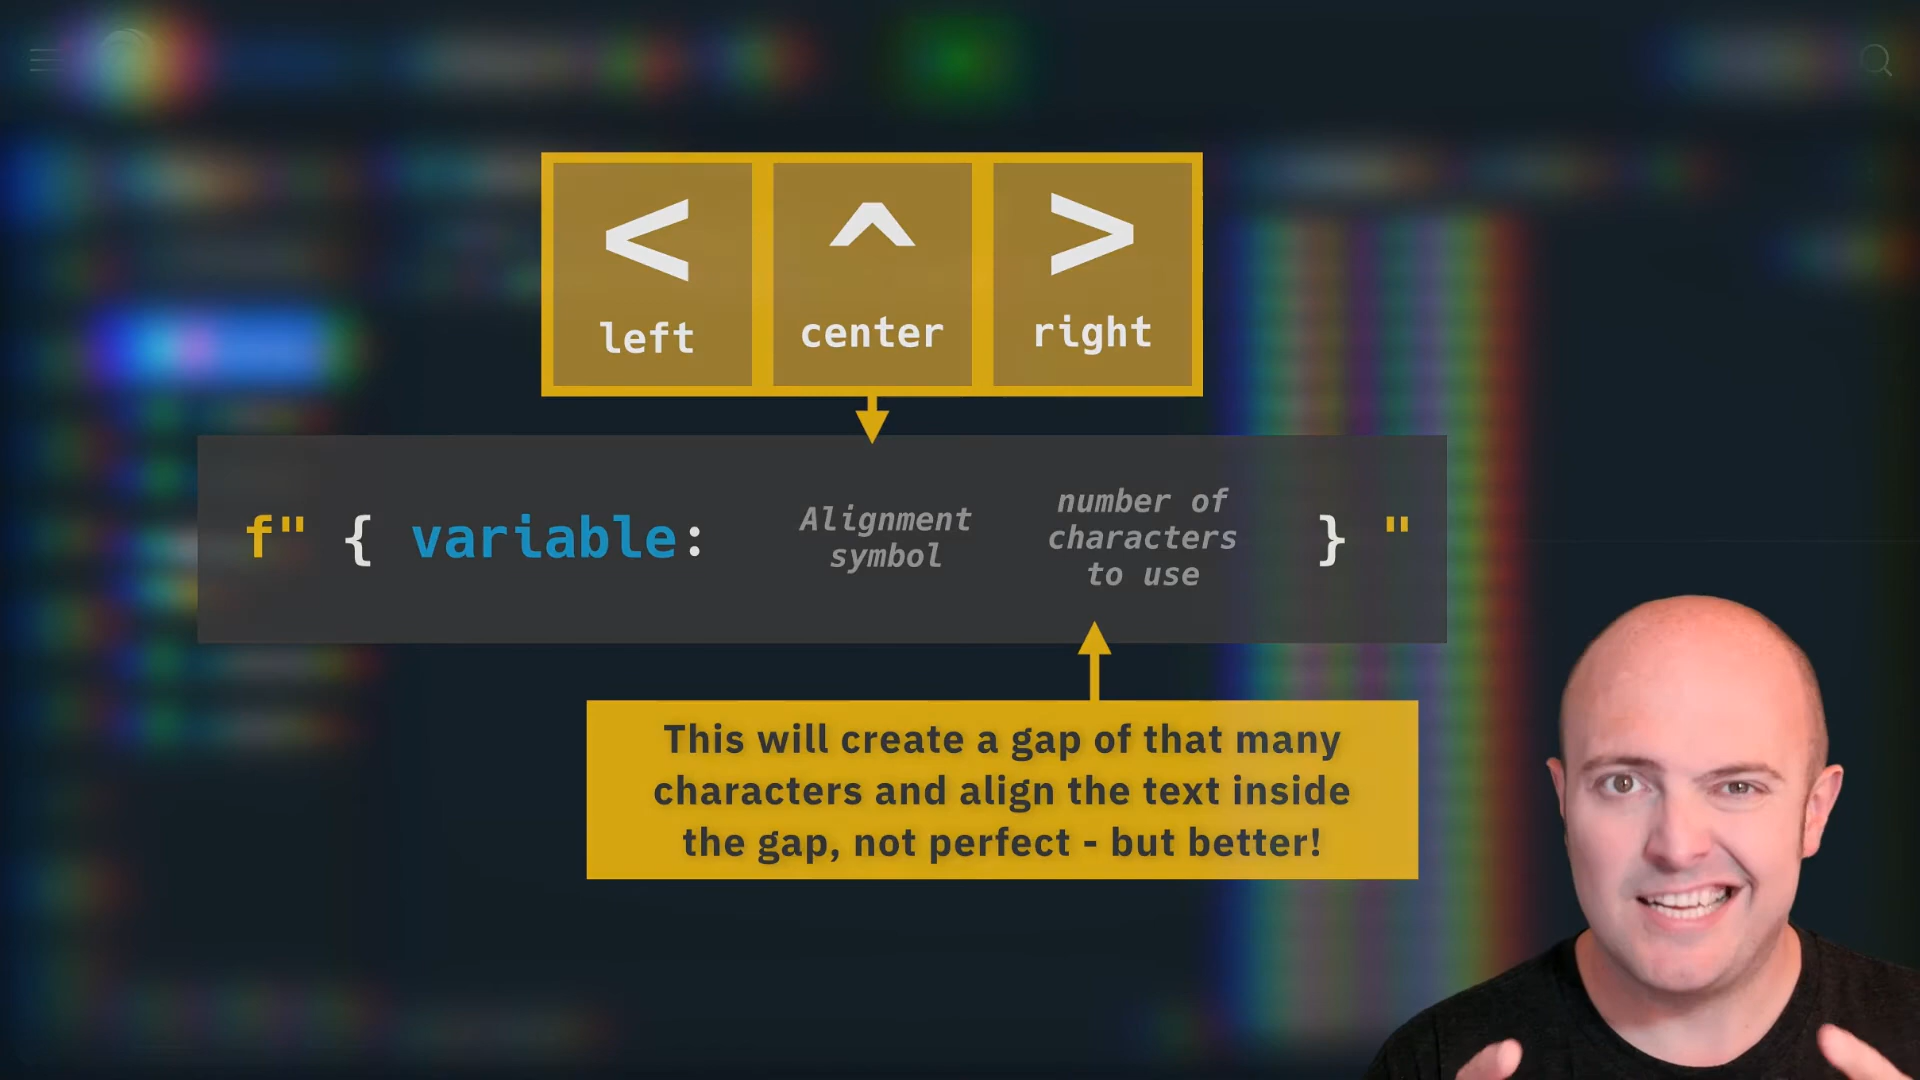 < ^ >
left center right
f" { variable: Alignment symbol number of characters to use } "
This will create a gap of that many
characters and align the text inside
the gap, not perfect - but better!